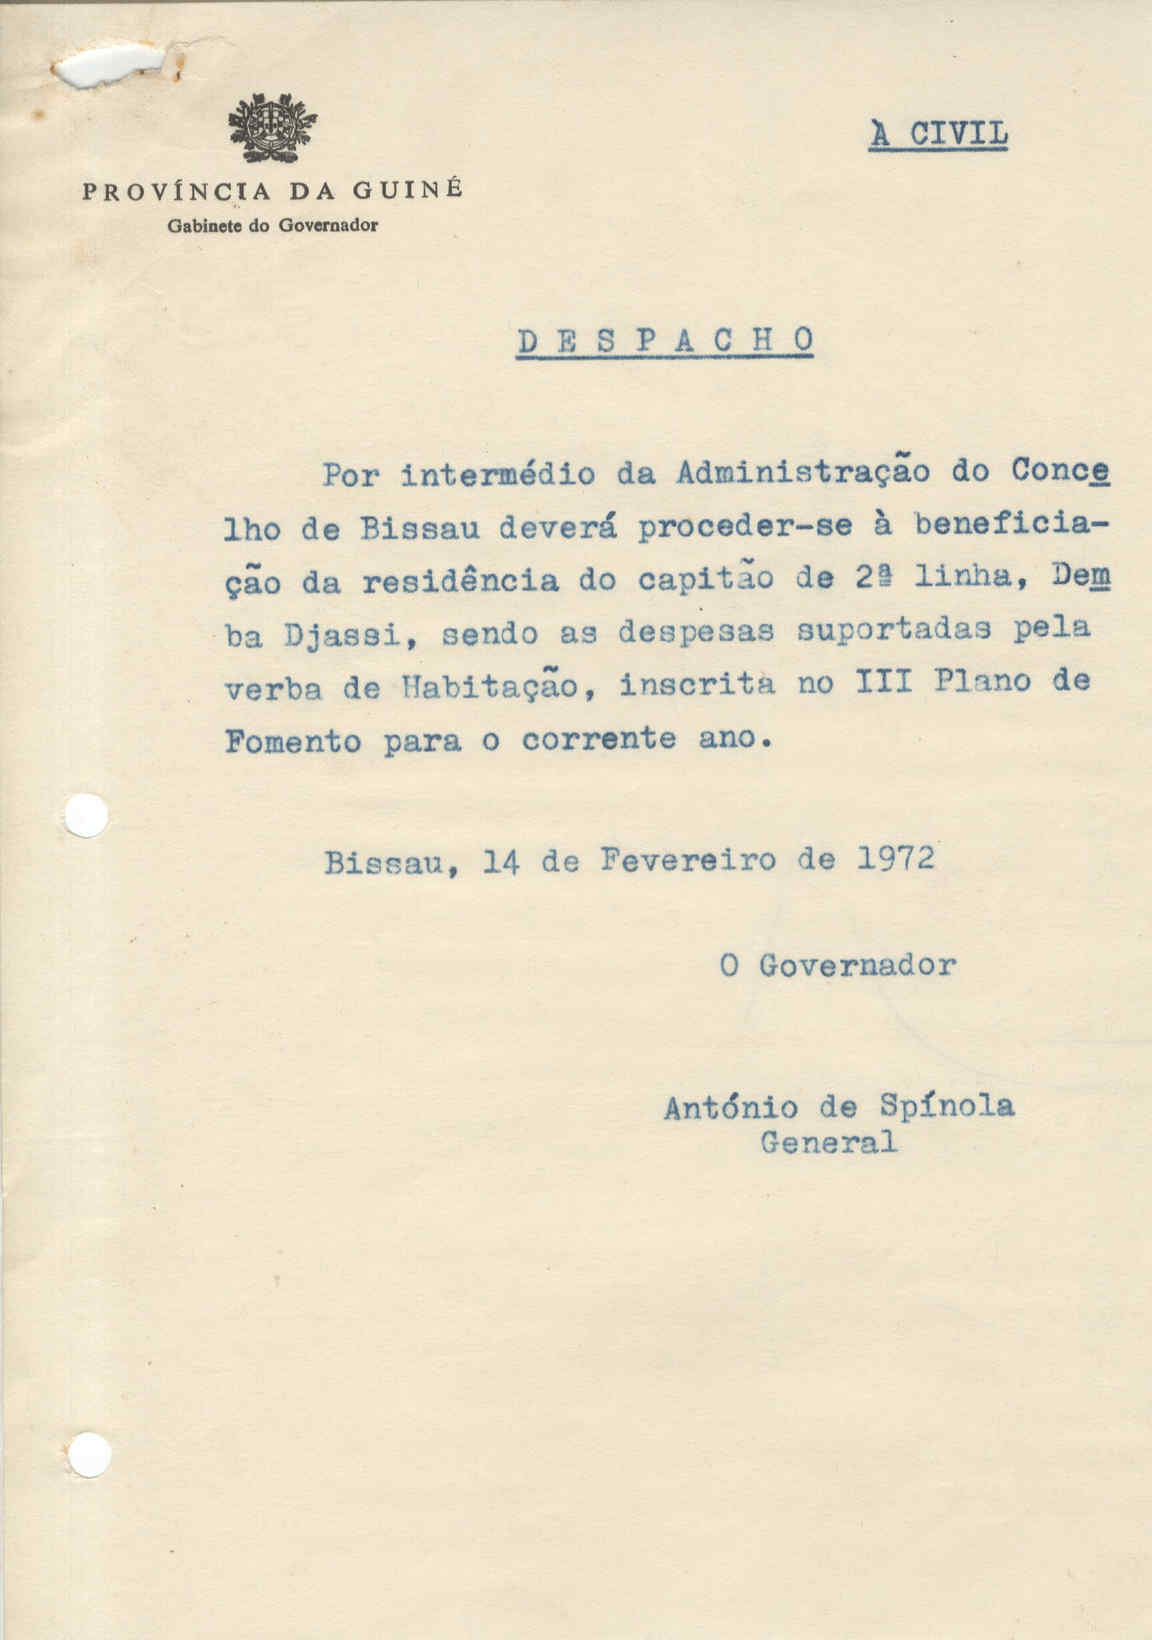 À CIVIL
PROVÍNCIA DA GUINÉ
Gabinete do Governador
DESPACHO
Por intermédio da Administração do Conce
lho de Bissau deverá proceder-se à beneficia-
ção da residência do capitão de 2ª linha, Dem
ba Djassi, sendo as despesas suportadas pela
verba de Habitação, inscrita no III Plano de
Fomento para o corrente ano.
Bissau, 14 de Fevereiro de 1972
O Governador
António de Spínola
General